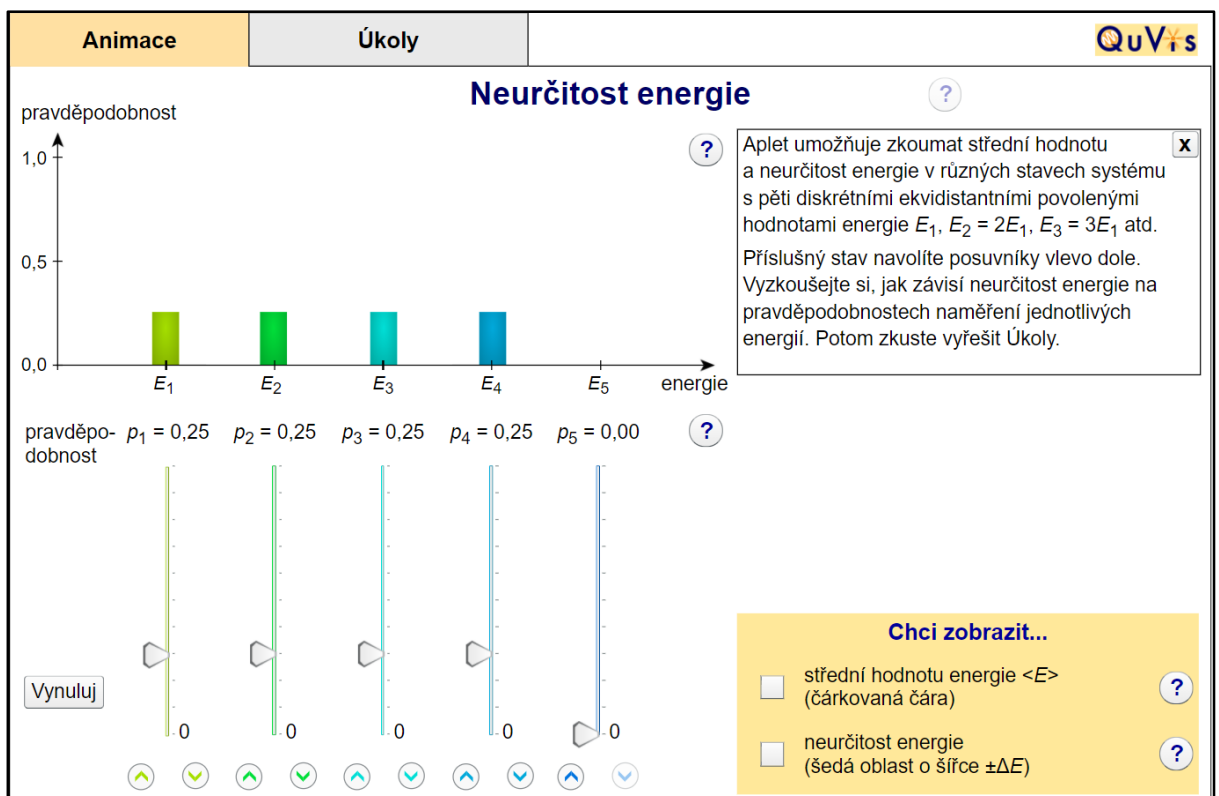 Animace
Úkoly
QuVis
Neurčitost energie
?
pravděpodobnost
1,0
0,5
0,0
E1
E2
E3
E4
E5
energie
?
Aplet umožňuje zkoumat střední hodnotu
x
a neurčitost energie v různých stavech systému
s pěti diskrétními ekvidistantními povolenými
hodnotami energie E1, E2 = 2E1, E3 = 3E1 atd.
Příslušný stav navolíte posuvníky vlevo dole.
Vyzkoušejte si, jak závisí neurčitost energie na
pravděpodobnostech naměření jednotlivých
energií. Potom zkuste vyřešit Úkoly.
pravděpo-
dobnost
p1 = 0,25
p2 = 0,25
p3 = 0,25
p4 = 0,25
p5 = 0,00
?
0
0
0
0
0
Vynuluj
Chci zobrazit...
střední hodnotu energie <E>
(čárkovaná čára)
?
neurčitost energie
(šedá oblast o šířce ±ΔE)
?